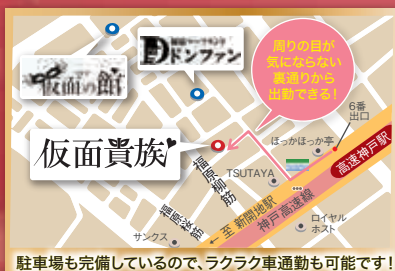 ドンファン
仮面の館
周りの目が
気にならない
裏通りから
出勤できる!
6番
出口
ほっかほっか亭
高速神戸駅
仮面貴族
福原柳筋
TSUTAYA
福原桜筋
至 新開地駅
神戸高速線
ロイヤル
ホスト
サンクス
駐車場も完備しているので、ラクラク車通勤も可能です!